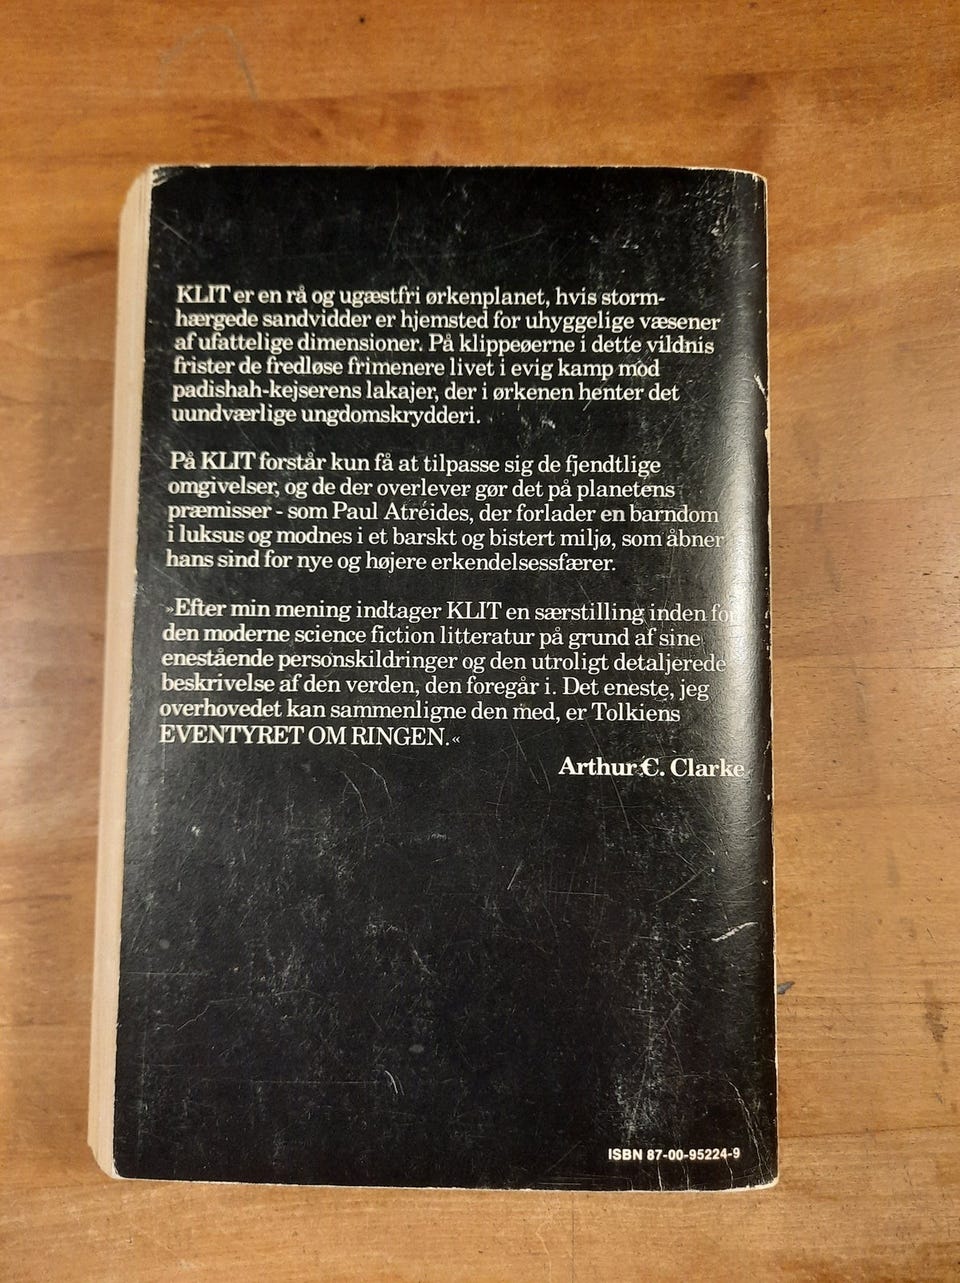 KLIT er en rå og ugæstfri ørkenplanet, hvis storm-
hærgede sandvidder er hjemsted for uhyggelige væsener
af ufattelige dimensioner. På klippeøerne i dette vildnis
frister de fredløse frimenere livet i evig kamp mod
padishah-kejserens lakajer, der i ørkenen henter det
uundværlige ungdomskrydderi.
På KLIT forstår kun få at tilpasse sig de fjendtlige
omgivelser, og de der overlever gør det på planetens
præmisser - som Paul Atréides, der forlader en barndom
i luksus og modnes i et barskt og bistert miljø, som åbner
hans sind for nye og højere erkendelsessfærer.
»Efter min mening indtager KLIT en særstilling inden for
den moderne science fiction litteratur på grund af sine
enestående personskildringer og den utroligt detaljerede
beskrivelse af den verden, den foregår i. Det eneste, jeg
overhovedet kan sammenligne den med, er Tolkiens
EVENTYRET OM RINGEN.«
Arthur C. Clarke
ISBN 87-00-95224-9